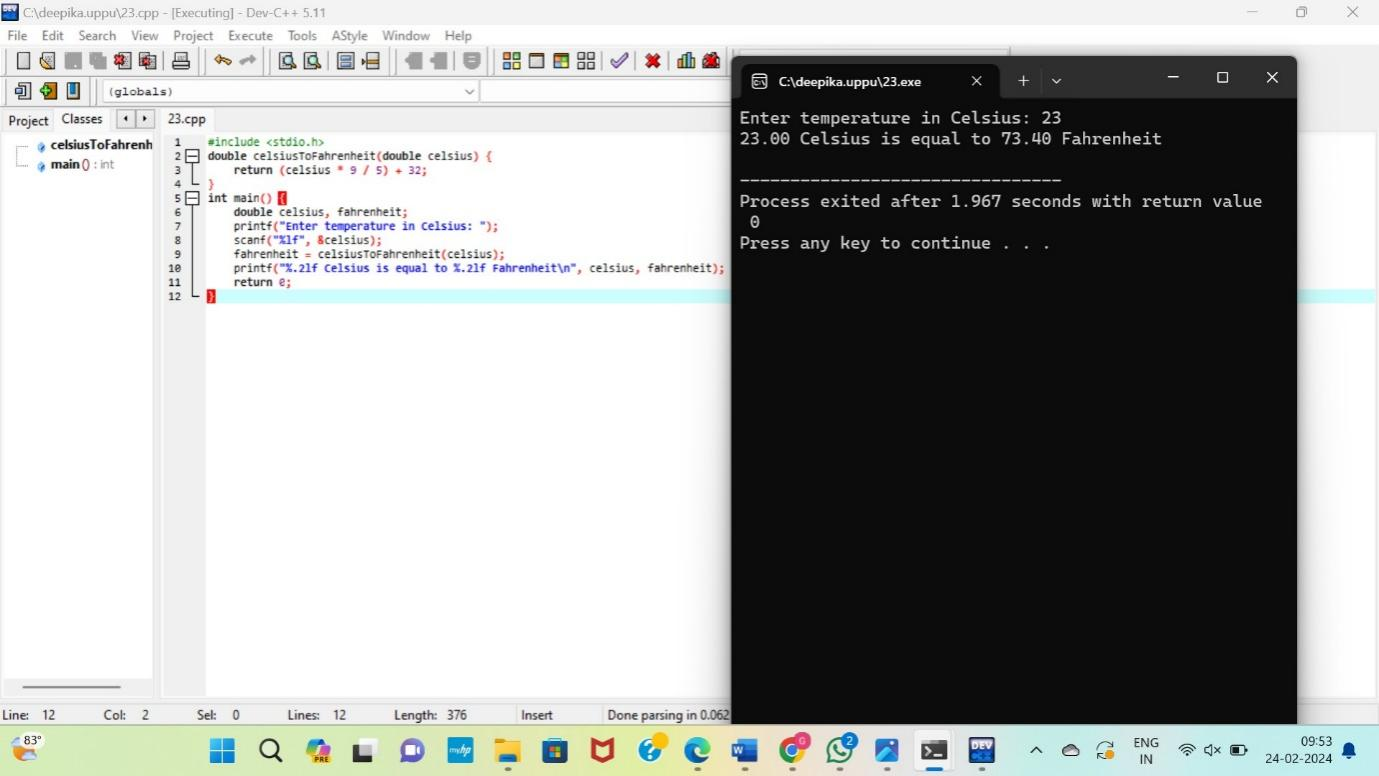 C:\deepika.uppu\23.cpp - [Executing] - Dev-C++ 5.11
File Edit Search View Project Execute Tools AStyle Window Help
(globals)
Project Classes
23.cpp
celsiusToFahrenh
main () : int
1 #include <stdio.h>
2 double celsiusToFahrenheit(double celsius) {
3 return (celsius * 9 / 5) + 32;
4 }
5 int main() {
6 double celsius, fahrenheit;
7 printf("Enter temperature in Celsius: ");
8 scanf("%lf", &celsius);
9 fahrenheit = celsiusToFahrenheit(celsius);
10 printf("%.2lf Celsius is equal to %.2lf Fahrenheit\n", celsius, fahrenheit);
11 return 0;
12 }
C:\deepika.uppu\23.exe
Enter temperature in Celsius: 23
23.00 Celsius is equal to 73.40 Fahrenheit
--------------------------------
Process exited after 1.967 seconds with return value
0
Press any key to continue . . .
Line: 12 Col: 2 Sel: 0 Lines: 12 Length: 376 Insert Done parsing in 0.062
83°
PRE
myhp
W
G
2
DEV
C++
ENG
IN
09:53
24-02-2024